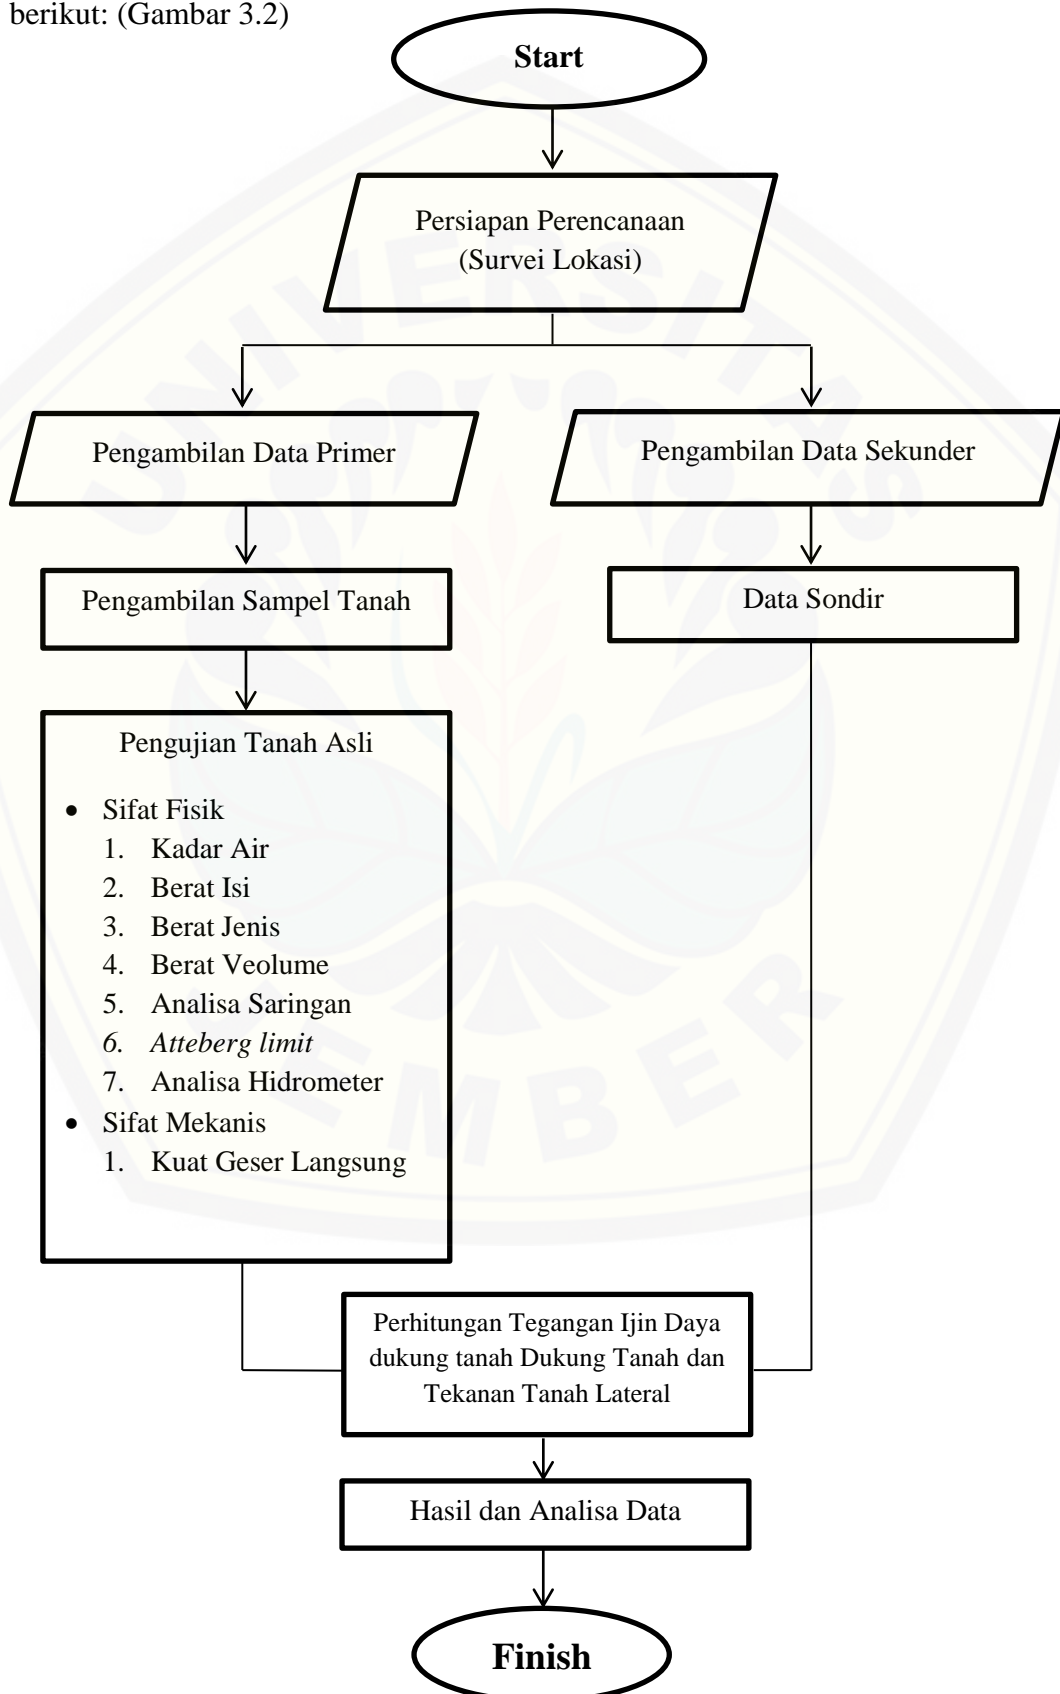 berikut: (Gambar 3.2)
Start
Persiapan Perencanaan
(Survei Lokasi)
Pengambilan Data Primer
Pengambilan Data Sekunder
Pengambilan Sampel Tanah
Data Sondir
Pengujian Tanah Asli
• Sifat Fisik
1. Kadar Air
2. Berat Isi
3. Berat Jenis
4. Berat Veolume
5. Analisa Saringan
6. Atteberg limit
7. Analisa Hidrometer
• Sifat Mekanis
1. Kuat Geser Langsung
Perhitungan Tegangan Ijin Daya
dukung tanah Dukung Tanah dan
Tekanan Tanah Lateral
Hasil dan Analisa Data
Finish
UNIVERSITAS
JEMBER